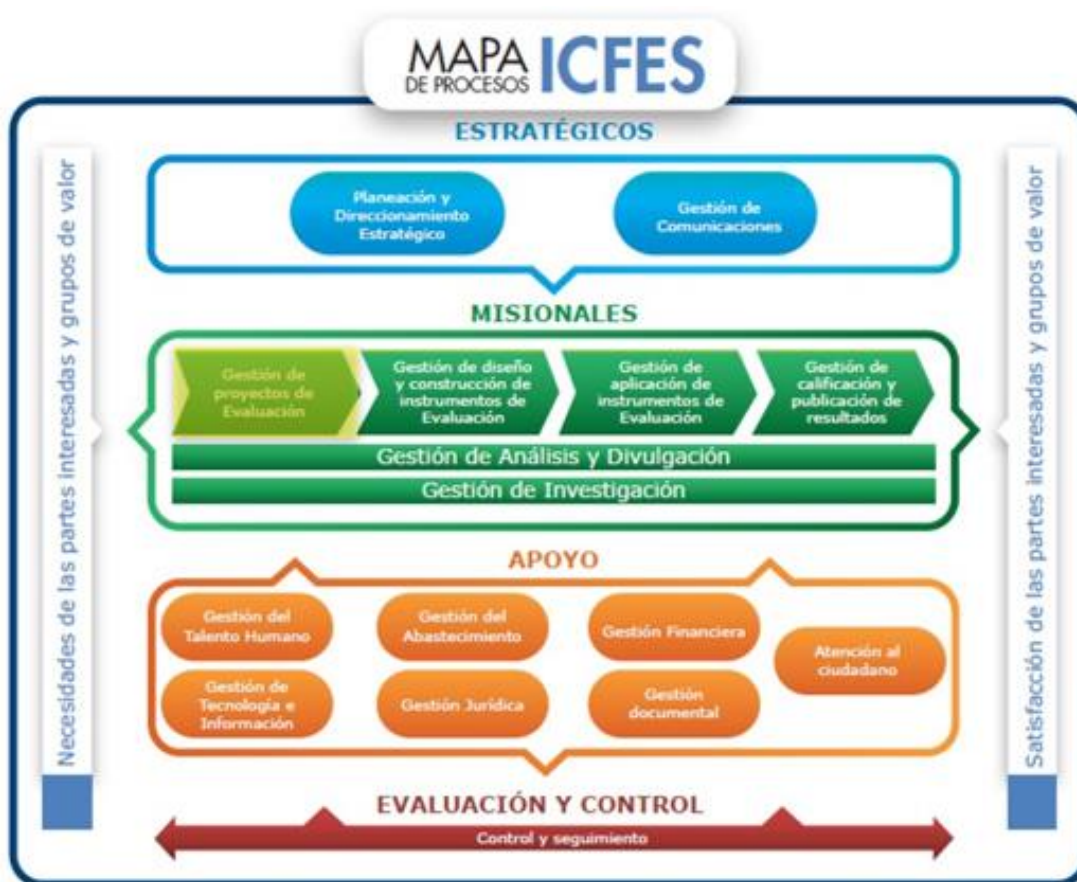 MAPA
DE PROCESOS
ICFES
ESTRATÉGICOS
Necesidades de las partes interesadas y grupos de valor
Planeación y
Direccionamiento
Estratégico
Gestión de
Comunicaciones
Satisfacción de las partes interesadas y grupos de valor
MISIONALES
Gestión de
proyectos de
Evaluación
Gestión de diseño
y construcción de
instrumentos de
Evaluación
Gestión de
aplicación de
instrumentos de
Evaluación
Gestión de
calificación y
publicación de
resultados
Gestión de Análisis y Divulgación
Gestión de Investigación
APOYO
Gestión del
Talento Humano
Gestión del
Abastecimiento
Gestión Financiera
Atención al
ciudadano
Gestión de
Tecnología e
Información
Gestión Jurídica
Gestión
documental
EVALUACIÓN Y CONTROL
Control y seguimiento